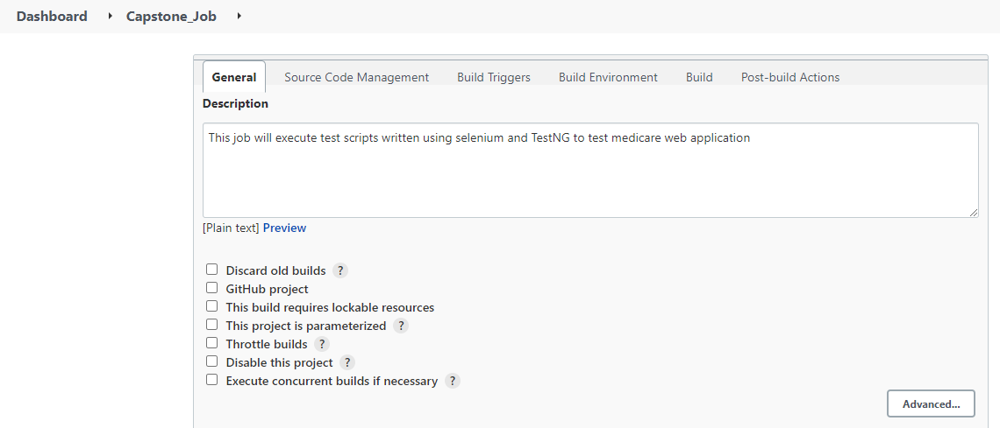 Dashboard Capstone_Job
General Source Code Management Build Triggers Build Environment Build Post-build Actions
Description
This job will execute test scripts written using selenium and TestNG to test medicare web application
[Plain text] Preview
Discard old builds ?
GitHub project
This build requires lockable resources
This project is parameterized ?
Throttle builds ?
Disable this project ?
Execute concurrent builds if necessary ?
Advanced...